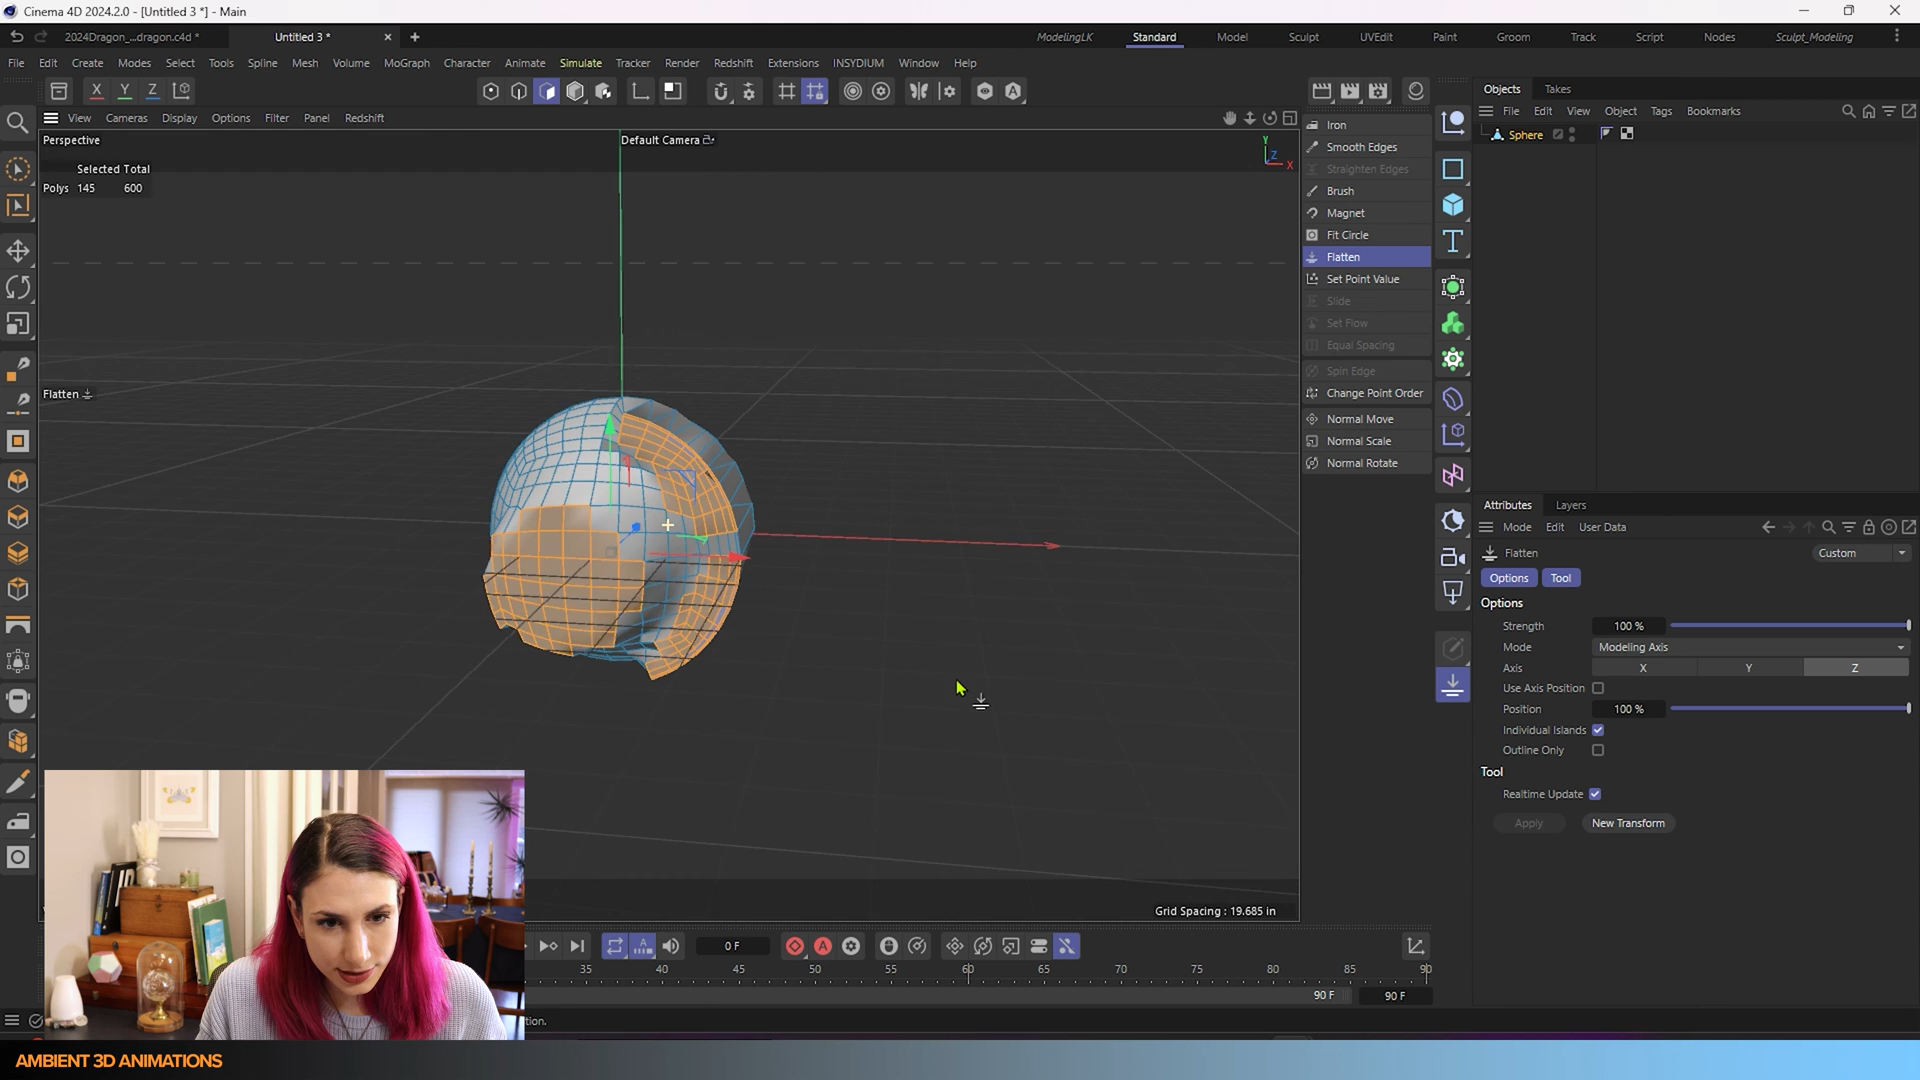 Cinema 4D 2024.2.0 - [Untitled 3 *] - Main
2024Dragon_...dragon.c4d *
Untitled 3 *
ModelingLK
Standard
Model
Sculpt
UVEdit
Paint
Groom
Track
Script
Nodes
Sculpt_Modeling
File Edit Create Modes Select Tools Spline Mesh Volume MoGraph Character Animate Simulate Tracker Render Redshift Extensions INSYDIUM Window Help
X Y Z
View Cameras Display Options Filter Panel Redshift
Perspective
Default Camera
Y
Z
X
Selected Total
Polys 145 600
Flatten
Grid Spacing : 19.685 in
Iron
Smooth Edges
Straighten Edges
Brush
Magnet
Fit Circle
Flatten
Set Point Value
Slide
Set Flow
Equal Spacing
Spin Edge
Change Point Order
Normal Move
Normal Scale
Normal Rotate
Objects Takes
File Edit View Object Tags Bookmarks
Sphere
Attributes Layers
Mode Edit User Data
Flatten
Custom
Options Tool
Options
Strength 100 %
Mode Modeling Axis
Axis X Y Z
Use Axis Position
Position 100 %
Individual Islands
Outline Only
Tool
Realtime Update
Apply New Transform
0 F
35 40 45 50 55 60 65 70 75 80 85 90
90 F 90 F
tion.
AMBIENT 3D ANIMATIONS